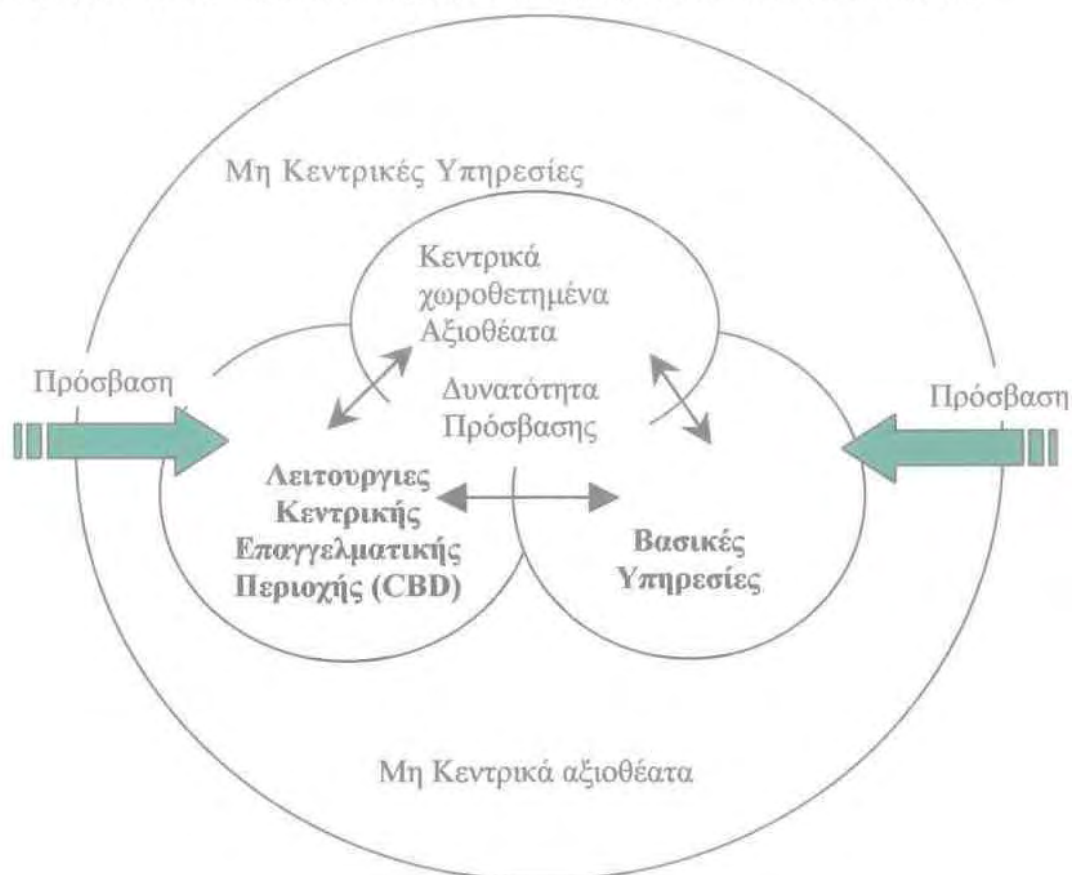 Μη Κεντρικές Υπηρεσίες
Κεντρικά
χωροθετημένα
Αξιοθέατα
Πρόσβαση
Δυνατότητα
Πρόσβασης
Πρόσβαση
Λειτουργιες
Κεντρικής
Επαγγελματικής
Περιοχής (CBD)
Βασικές
Υπηρεσίες
Μη Κεντρικά αξιοθέατα